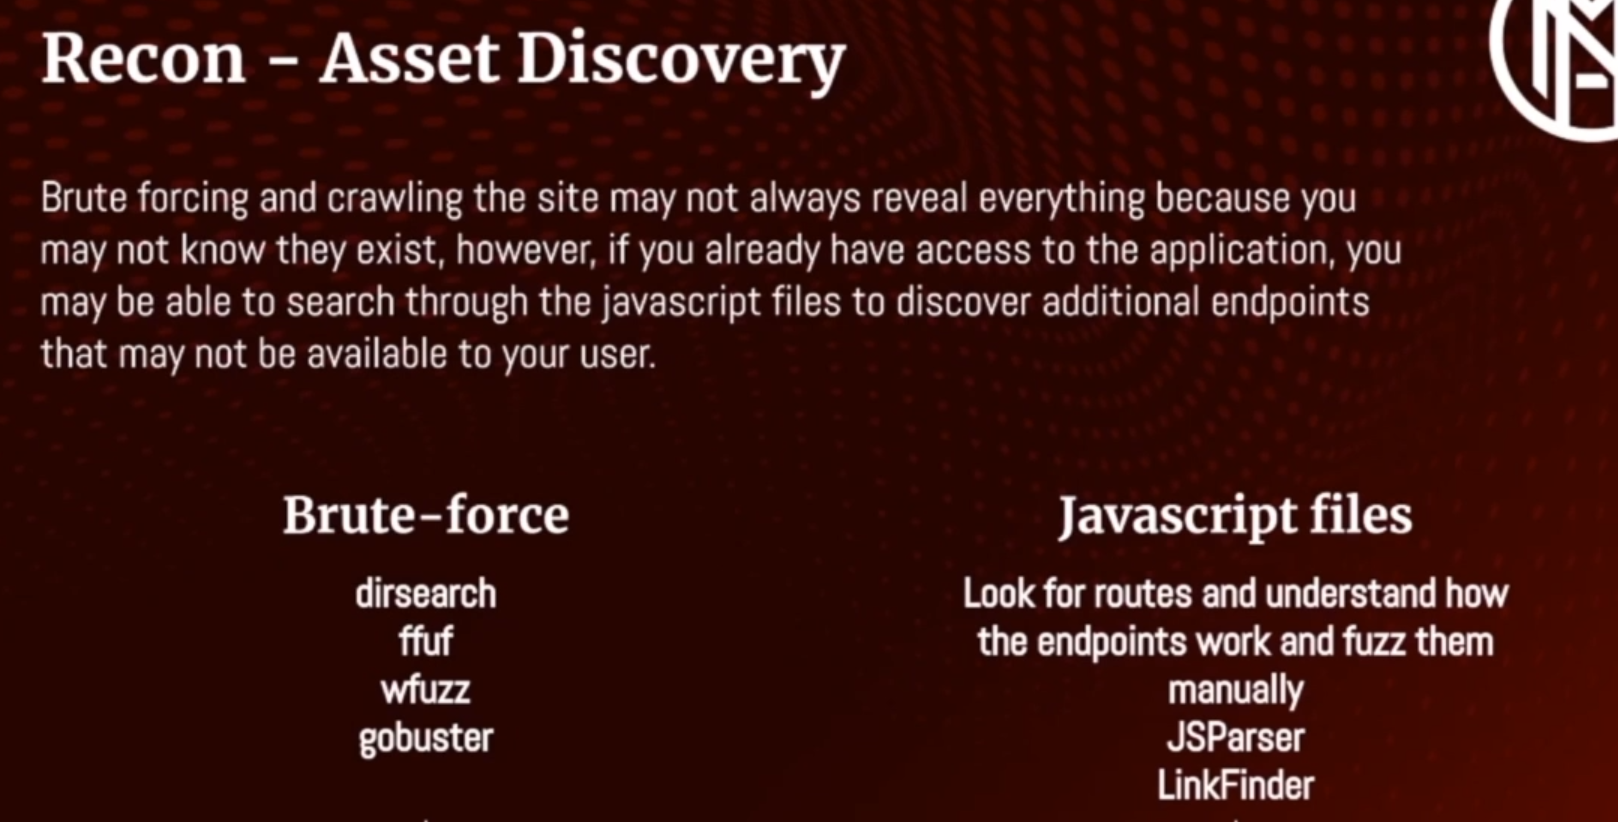 Recon - Asset Discovery
Brute forcing and crawling the site may not always reveal everything because you
may not know they exist, however, if you already have access to the application, you
may be able to search through the javascript files to discover additional endpoints
that may not be available to your user.
Brute-force
dirsearch
ffuf
wfuzz
gobuster
Javascript files
Look for routes and understand how
the endpoints work and fuzz them
manually
JSParser
LinkFinder